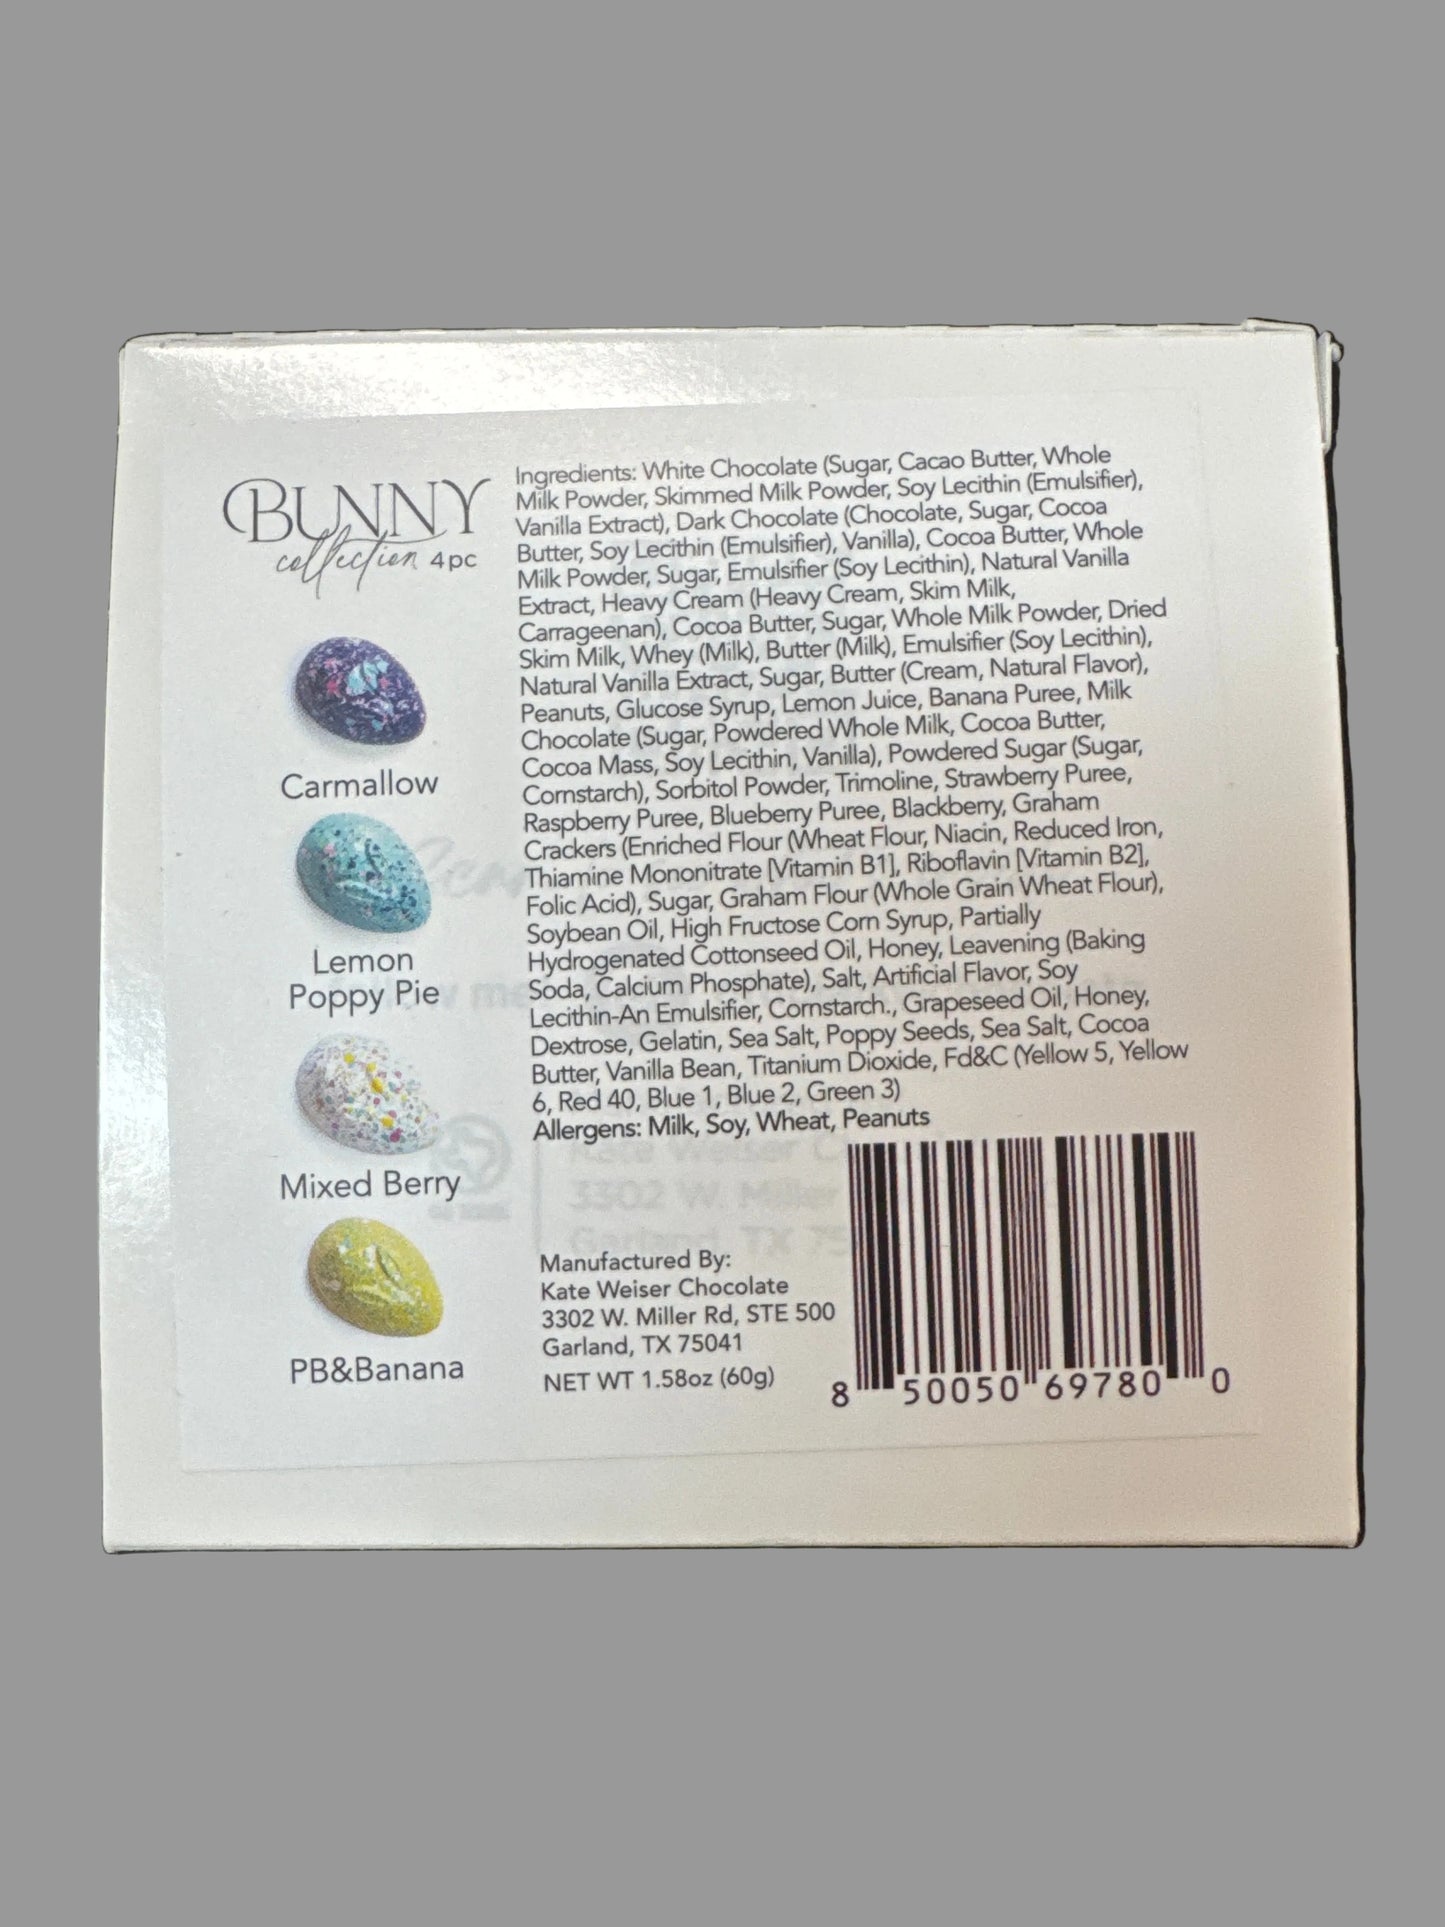 BUNNY
collection 4pc
Carmallow
Lemon
Poppy Pie
Mixed Berry
PB&Banana
Ingredients: White Chocolate (Sugar, Cacao Butter, Whole
Milk Powder, Skimmed Milk Powder, Soy Lecithin (Emulsifier),
Vanilla Extract), Dark Chocolate (Chocolate, Sugar, Cocoa
Butter, Soy Lecithin (Emulsifier), Vanilla), Cocoa Butter, Whole
Milk Powder, Sugar, Emulsifier (Soy Lecithin), Natural Vanilla
Extract, Heavy Cream (Heavy Cream, Skim Milk,
Carrageenan), Cocoa Butter, Sugar, Whole Milk Powder, Dried
Skim Milk, Whey (Milk), Butter (Milk), Emulsifier (Soy Lecithin),
Natural Vanilla Extract, Sugar, Butter (Cream, Natural Flavor),
Peanuts, Glucose Syrup, Lemon Juice, Banana Puree, Milk
Chocolate (Sugar, Powdered Whole Milk, Cocoa Butter,
Cocoa Mass, Soy Lecithin, Vanilla), Powdered Sugar (Sugar,
Cornstarch), Sorbitol Powder, Trimoline, Strawberry Puree,
Raspberry Puree, Blueberry Puree, Blackberry, Graham
Crackers (Enriched Flour (Wheat Flour, Niacin, Reduced Iron,
Thiamine Mononitrate [Vitamin B1], Riboflavin [Vitamin B2],
Folic Acid), Sugar, Graham Flour (Whole Grain Wheat Flour),
Soybean Oil, High Fructose Corn Syrup, Partially
Hydrogenated Cottonseed Oil, Honey, Leavening (Baking
Soda, Calcium Phosphate), Salt, Artificial Flavor, Soy
Lecithin-An Emulsifier, Cornstarch., Grapeseed Oil, Honey,
Dextrose, Gelatin, Sea Salt, Poppy Seeds, Sea Salt, Cocoa
Butter, Vanilla Bean, Titanium Dioxide, Fd&C (Yellow 5, Yellow
6, Red 40, Blue 1, Blue 2, Green 3)
Allergens: Milk, Soy, Wheat, Peanuts
Kate Weiser
3302 W. Miller
Garland, TX 75
Manufactured By:
Kate Weiser Chocolate
3302 W. Miller Rd, STE 500
Garland, TX 75041
NET WT 1.58oz (60g)
8 50050 69780 0